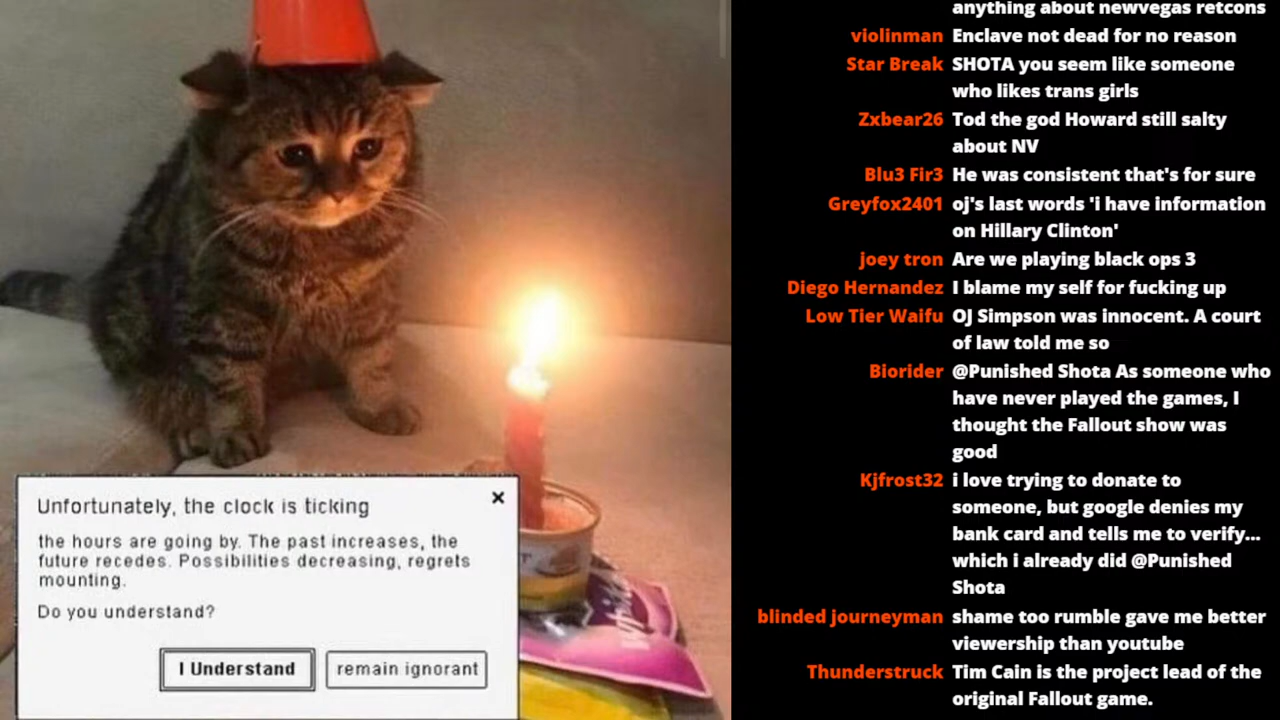 Unfortunately, the clock is ticking
the hours are going by. The past increases, the
future recedes. Possibilities decreasing, regrets
mounting.
Do you understand?
I Understand
remain ignorant
anything about newvegas retcons
violinman Enclave not dead for no reason
Star Break SHOTA you seem like someone
who likes trans girls
Zxbear26 Tod the god Howard still salty
about NV
Blu3 Fir3 He was consistent that's for sure
Greyfox2401 oj's last words 'i have information
on Hillary Clinton'
joey tron Are we playing black ops 3
Diego Hernandez I blame my self for fucking up
Low Tier Waifu OJ Simpson was innocent. A court
of law told me so
Biorider @Punished Shota As someone who
have never played the games, I
thought the Fallout show was
good
Kjfrost32 i love trying to donate to
someone, but google denies my
bank card and tells me to verify...
which i already did @Punished
Shota
blinded journeyman shame too rumble gave me better
viewership than youtube
Thunderstruck Tim Cain is the project lead of the
original Fallout game.